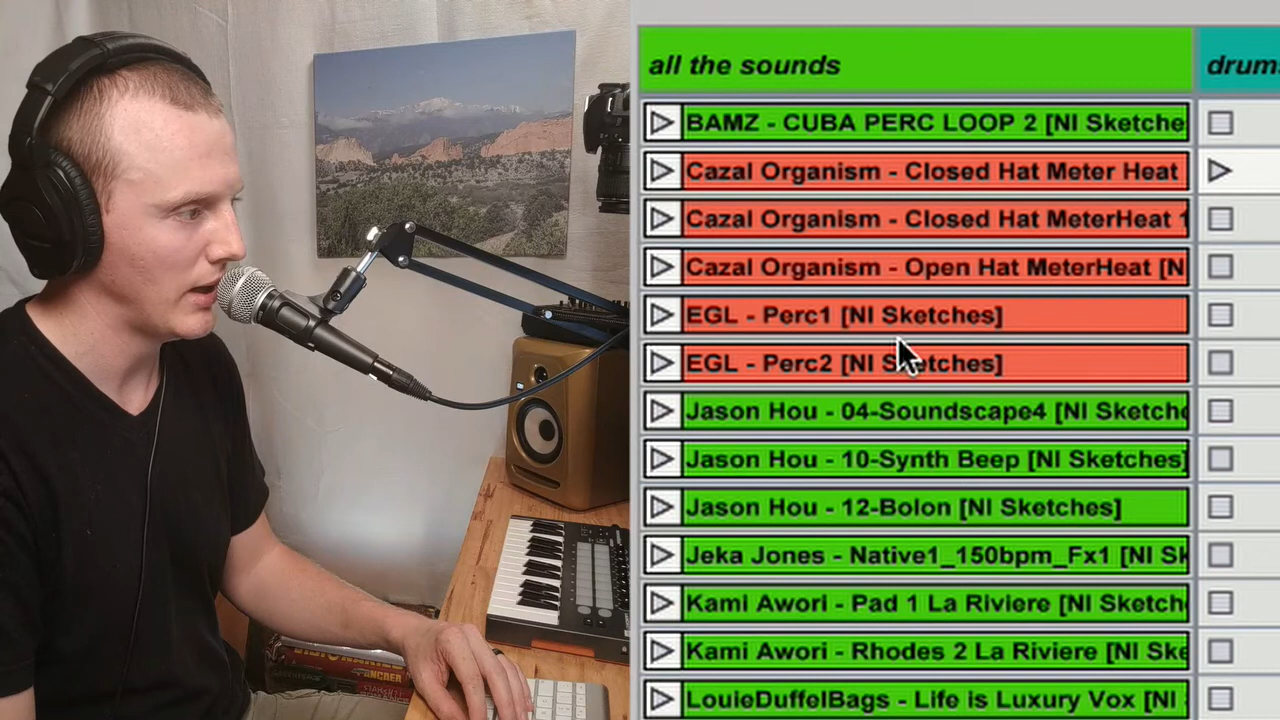 all the sounds
drums
BAMZ - CUBA PERC LOOP 2 [NI Sketche
Cazal Organism - Closed Hat Meter Heat
Cazal Organism - Closed Hat MeterHeat 1
Cazal Organism - Open Hat MeterHeat [N
EGL - Perc1 [NI Sketches]
EGL - Perc2 [NI Sketches]
Jason Hou - 04-Soundscape4 [NI Sketche
Jason Hou - 10-Synth Beep [NI Sketches]
Jason Hou - 12-Bolon [NI Sketches]
Jeka Jones - Native1_150bpm_Fx1 [NI Sk
Kami Awori - Pad 1 La Riviere [NI Sketch
Kami Awori - Rhodes 2 La Riviere [NI Ske
LouieDuffelBags - Life is Luxury Vox [NI